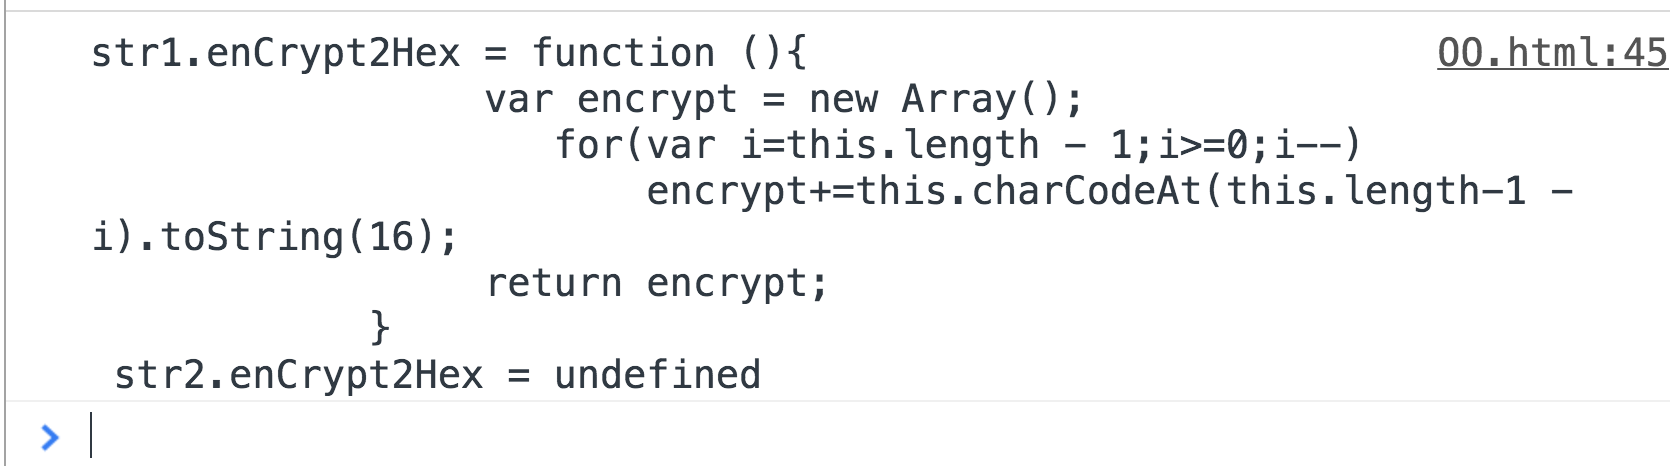 str1.enCrypt2Hex = function (){ OO.html:45
var encrypt = new Array();
for(var i=this.length - 1;i>=0;i--)
encrypt+=this.charCodeAt(this.length-1 -
i).toString(16);
return encrypt;
}
str2.enCrypt2Hex = undefined
>